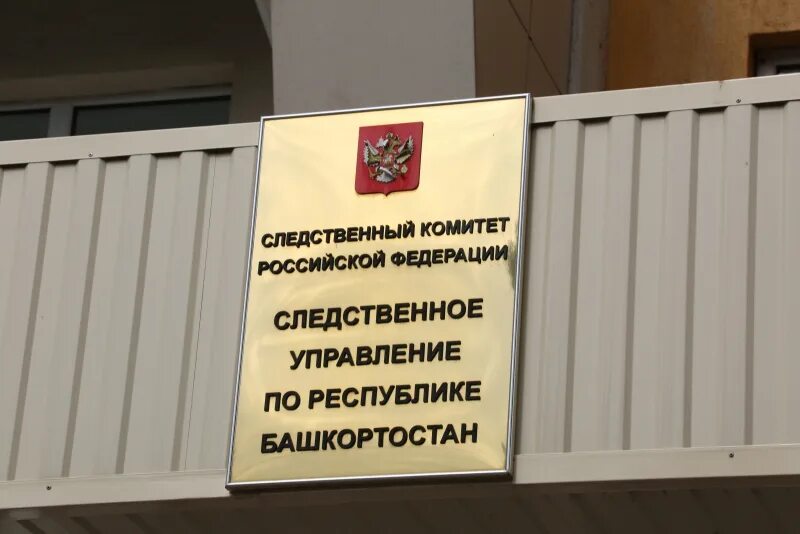 СЛЕДСТВЕННЫЙ КОМИТЕТ
РОССИЙСКОЙ ФЕДЕРАЦИИ
СЛЕДСТВЕННОЕ
УПРАВЛЕНИЕ
ПО РЕСПУБЛИКЕ
БАШКОРТОСТАН